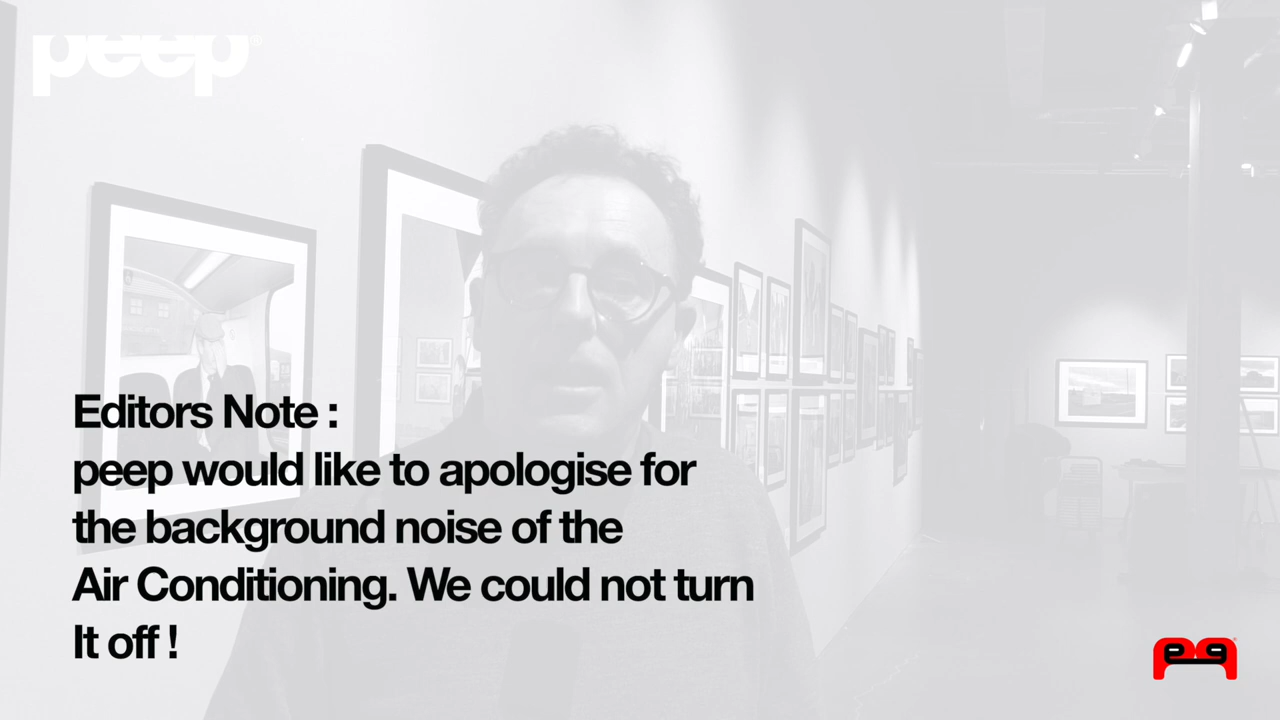 peep®
Editors Note :
peep would like to apologise for
the background noise of the
Air Conditioning. We could not turn
It off !